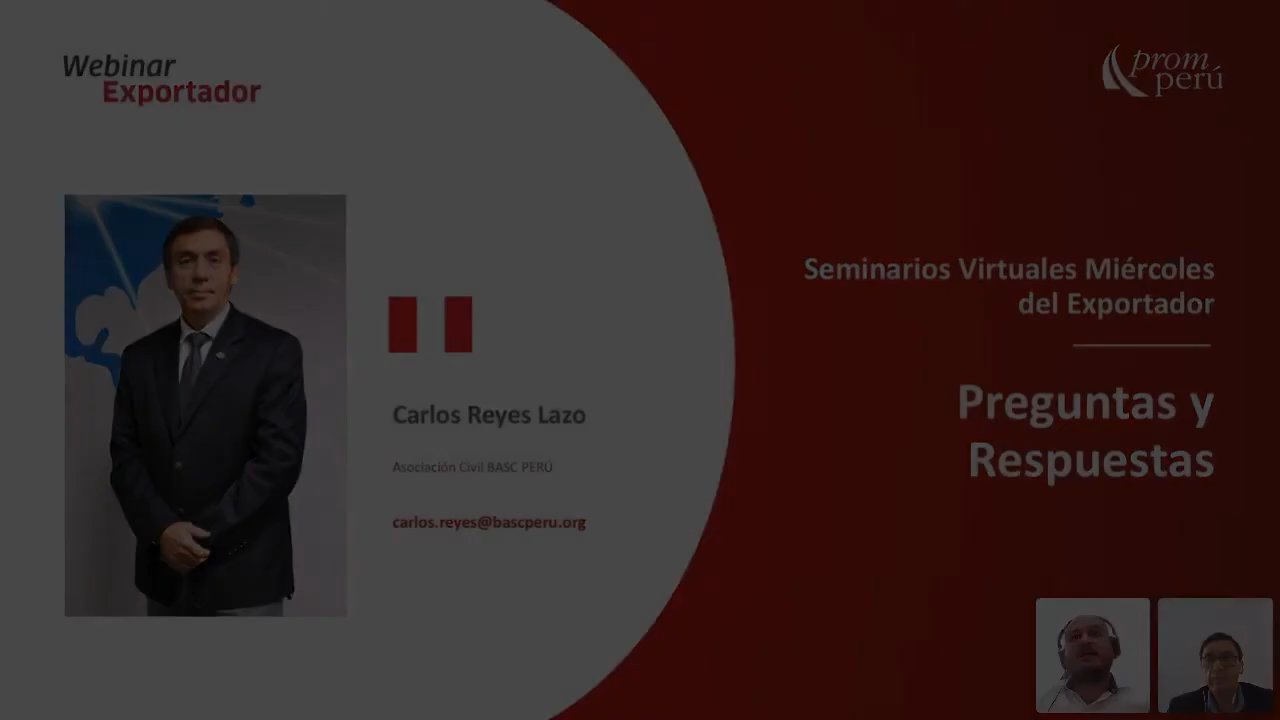 Webinar
Exportador
prom
perú
Seminarios Virtuales Miércoles
del Exportador
Preguntas y
Respuestas
Carlos Reyes Lazo
Asociación Civil BASC PERÚ
carlos.reyes@bascperu.org